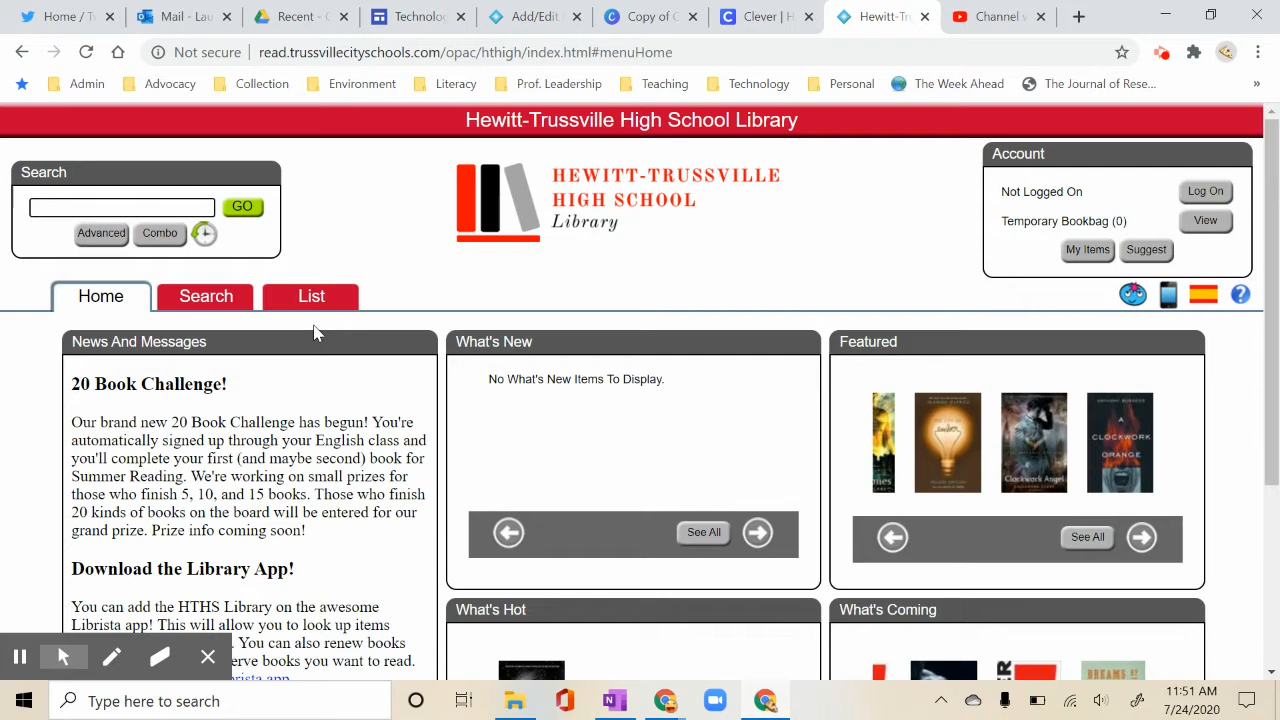 Twitter / H
Mail - Lau
Recent -
Technolo
Add/Edit
Copy of C
Clever | H
Hewitt-Tru
Channel v
Not secure
read.trussvillecityschools.com/opac/hthigh/index.html#menuHome
Admin
Advocacy
Collection
Environment
Literacy
Prof. Leadership
Teaching
Technology
Personal
The Week Ahead
The Journal of Rese...
»
Hewitt-Trussville High School Library
Search
GO
Advanced
Combo
HEWITT-TRUSSVILLE
HIGH SCHOOL
Library
Account
Not Logged On
Log On
Temporary Bookbag (0)
View
My Items
Suggest
Home
Search
List
News And Messages
20 Book Challenge!
Our brand new 20 Book Challenge has begun! You're
automatically signed up through your English class and
you'll complete your first (and maybe second) book for
Summer Reading. We're working on small prizes for
those who finish 5, 10, and 15 books. Those who finish
20 kinds of books on the board will be entered for our
grand prize. Prize info coming soon!
Download the Library App!
You can add the HTHS Library on the awesome
Librista app! This will allow you to look up items
You can also renew books
erve books you want to read.
brista app
What's New
No What's New Items To Display.
See All
Featured
A
CLOCKWORK
ORANGE
See All
What's Hot
What's Coming
Type here to search
11:51 AM
7/24/2020